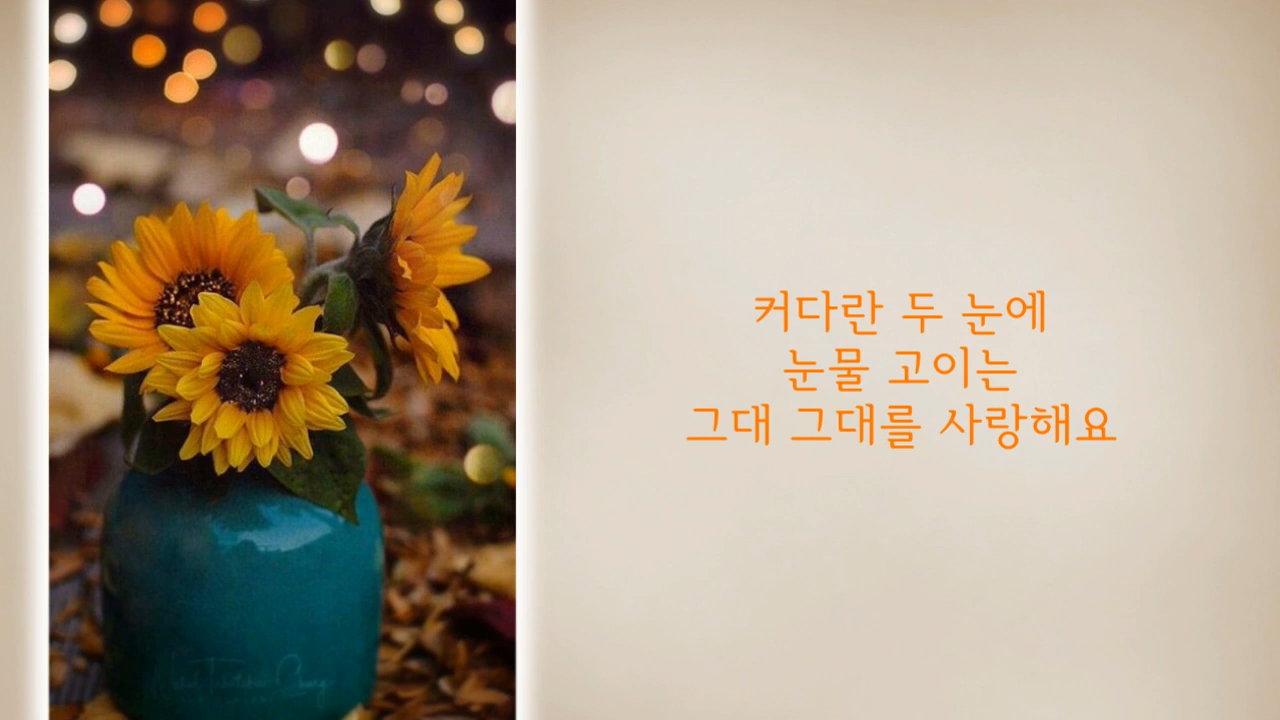 커다란 두 눈에
눈물 고이는
그대 그대를 사랑해요